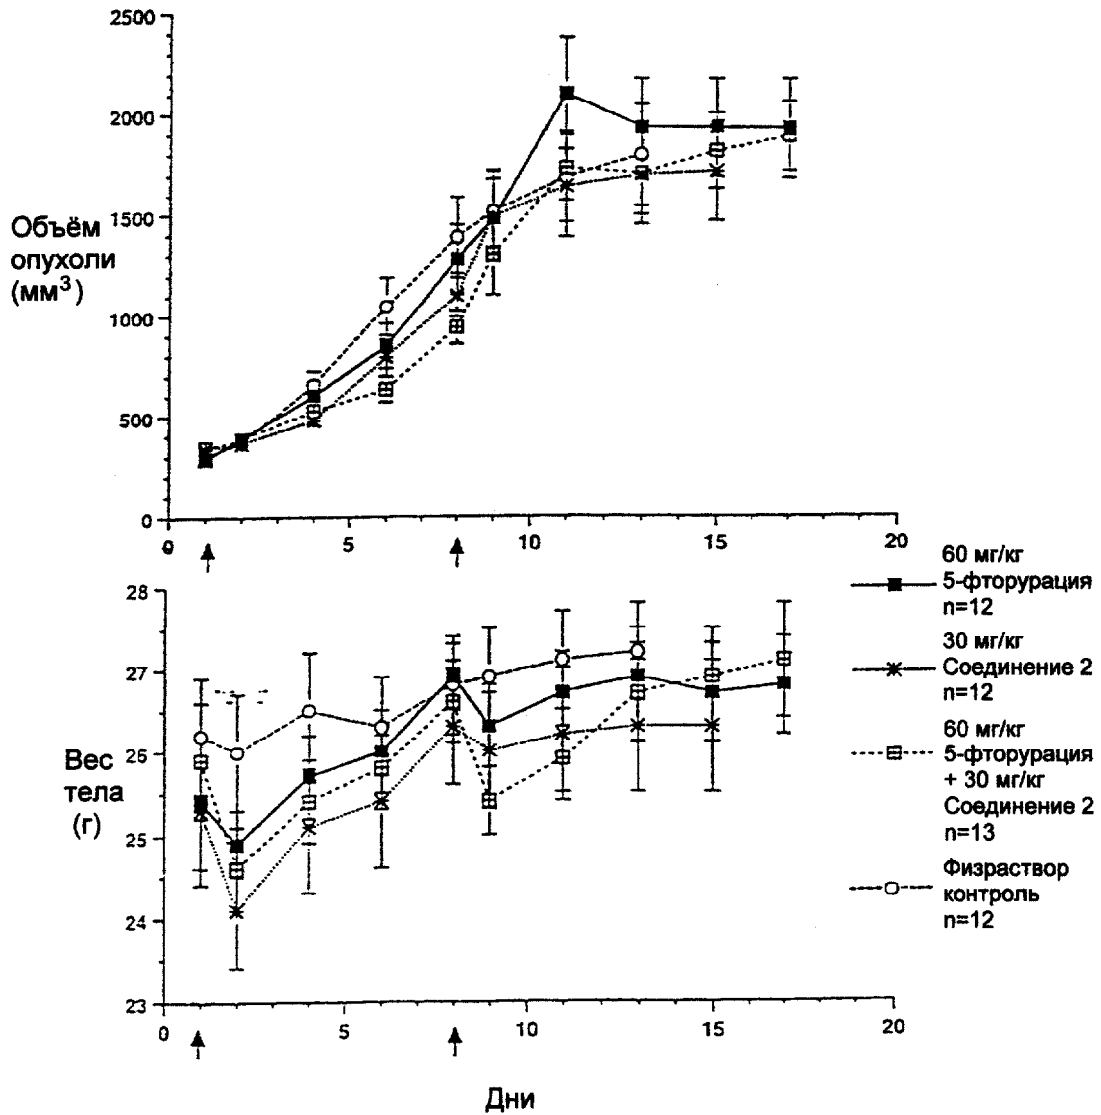 2500
2000
1500
1000
500
0
Объём
опухоли
(мм³)
0
5
10
15
20
60 мг/кг
5-фторурация
n=12
30 мг/кг
Соединение 2
n=12
60 мг/кг
5-фторурация
+ 30 мг/кг
Соединение 2
n=13
Физраствор
контроль
n=12
28
27
26
25
24
23
Вес
тела
(г)
0
5
10
15
20
Дни